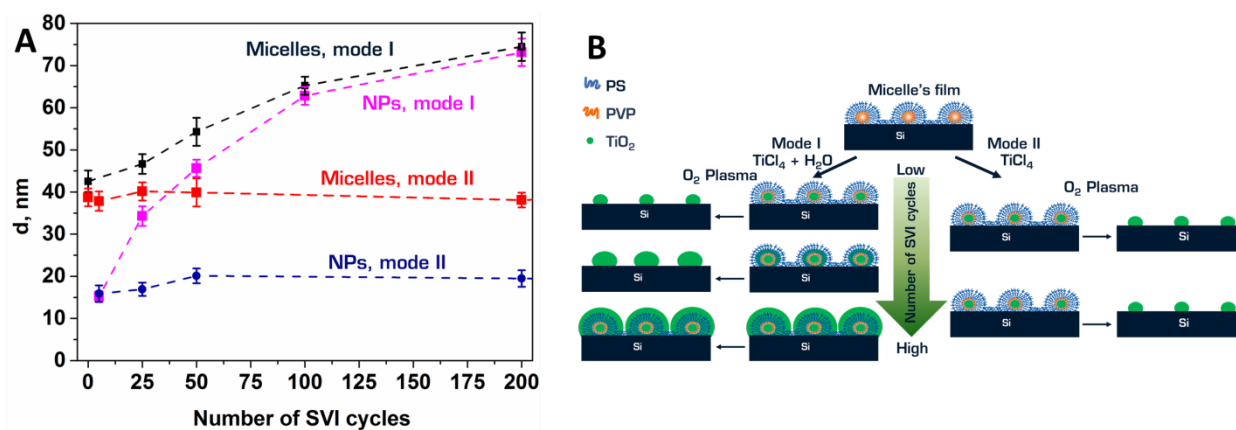 A
80
70
60
50
40
30
20
10
0
d, nm
Micelles, mode I
NPs, mode I
Micelles, mode II
NPs, mode II
0
25
50
75
100
125
150
175
200
Number of SVI cycles
B
PS
PVP
TiO₂
Micelle's film
Si
Mode I
TiCl₄ + H₂O
Mode II
TiCl₄
O₂ Plasma
Low
O₂ Plasma
Si
Si
Si
Si
Si
Si
Number of SVI cycles
Si
Si
Si
Si
High